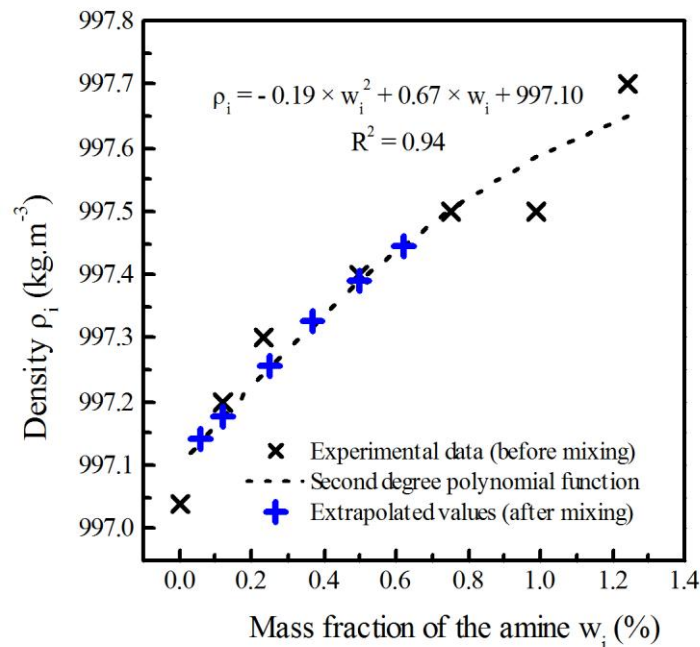 997.8
997.7
997.6
997.5
997.4
997.3
997.2
997.1
997.0
Density ρᵢ (kg.m⁻³)
ρᵢ = - 0.19 × wᵢ² + 0.67 × wᵢ + 997.10
R² = 0.94
Experimental data (before mixing)
Second degree polynomial function
Extrapolated values (after mixing)
0.0 0.2 0.4 0.6 0.8 1.0 1.2 1.4
Mass fraction of the amine wᵢ (%)